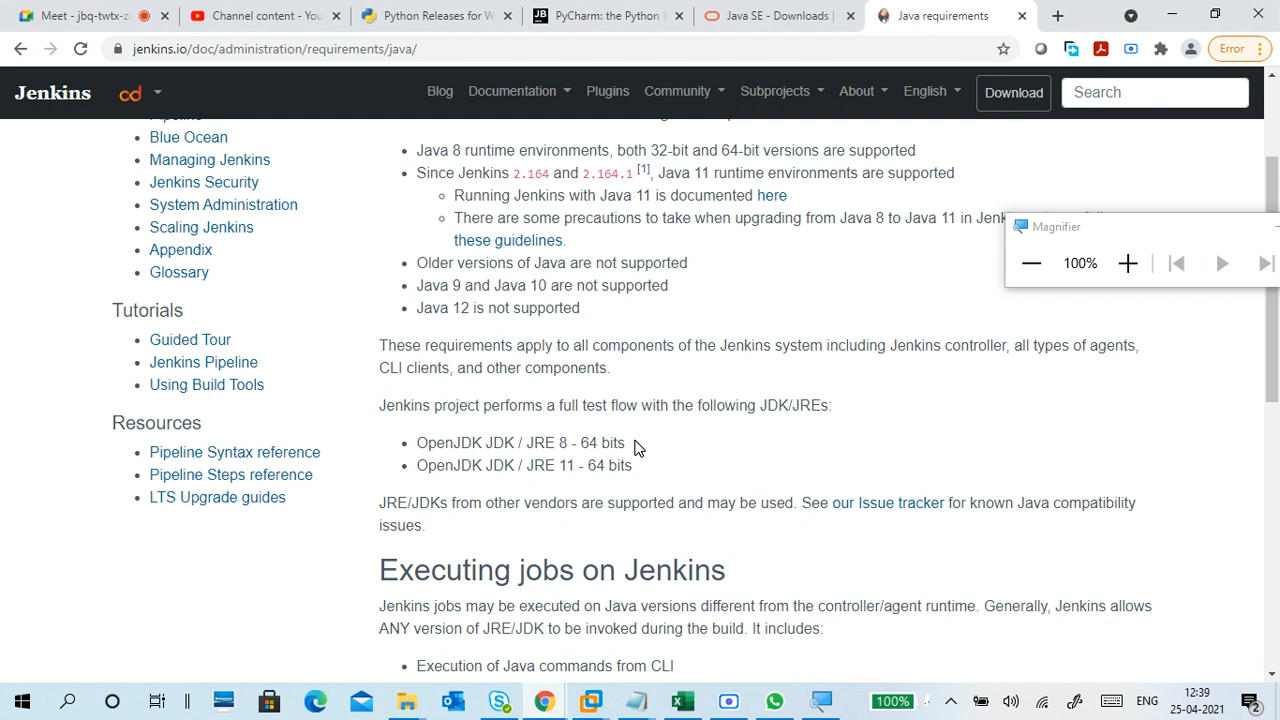 Meet - jbq-twtx-z
Channel content - You
Python Releases for W
PyCharm: the Python
Java SE - Downloads |
Java requirements
jenkins.io/doc/administration/requirements/java/
Error
Jenkins
cd
Blog
Documentation
Plugins
Community
Subprojects
About
English
Download
Search
Blue Ocean
Managing Jenkins
Jenkins Security
System Administration
Scaling Jenkins
Appendix
Glossary
Tutorials
Guided Tour
Jenkins Pipeline
Using Build Tools
Resources
Pipeline Syntax reference
Pipeline Steps reference
LTS Upgrade guides
Java 8 runtime environments, both 32-bit and 64-bit versions are supported
Since Jenkins 2.164 and 2.164.1 [1], Java 11 runtime environments are supported
Running Jenkins with Java 11 is documented here
There are some precautions to take when upgrading from Java 8 to Java 11 in
these guidelines.
Older versions of Java are not supported
Java 9 and Java 10 are not supported
Java 12 is not supported
These requirements apply to all components of the Jenkins system including Jenkins controller, all types of agents,
CLI clients, and other components.
Jenkins project performs a full test flow with the following JDK/JREs:
OpenJDK JDK / JRE 8 - 64 bits
OpenJDK JDK / JRE 11 - 64 bits
JRE/JDKs from other vendors are supported and may be used. See our Issue tracker for known Java compatibility
issues.
Executing jobs on Jenkins
Jenkins jobs may be executed on Java versions different from the controller/agent runtime. Generally, Jenkins allows
ANY version of JRE/JDK to be invoked during the build. It includes:
Execution of Java commands from CLI
Magnifier
100%
100%
ENG
12:39
25-04-2021
2